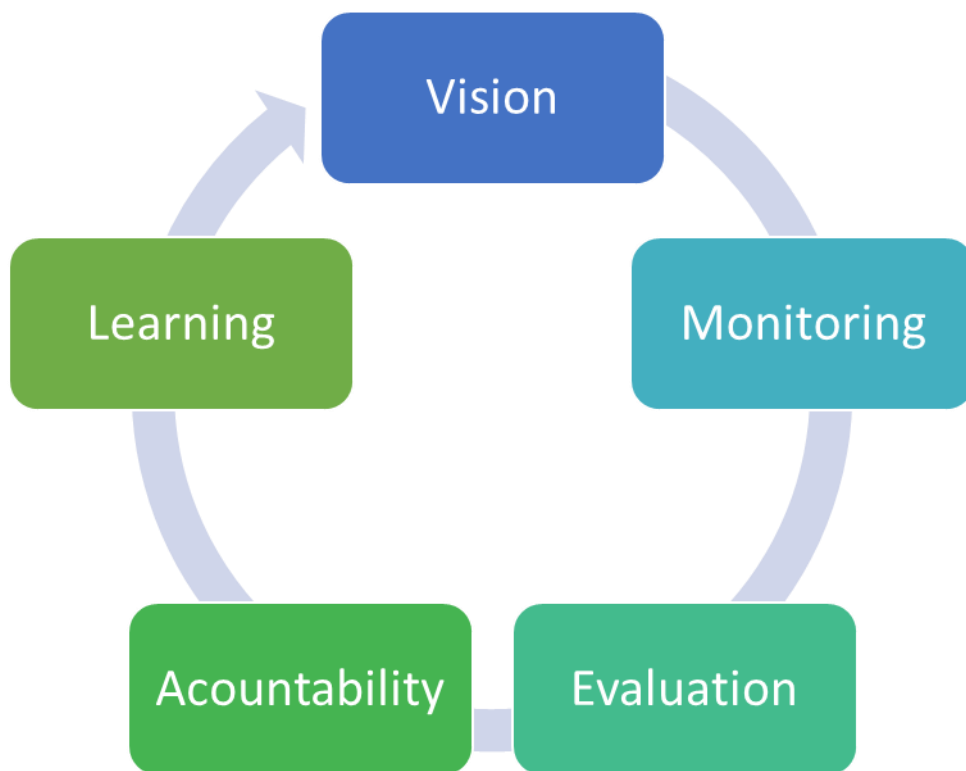 Vision
Monitoring
Evaluation
Acountability
Learning